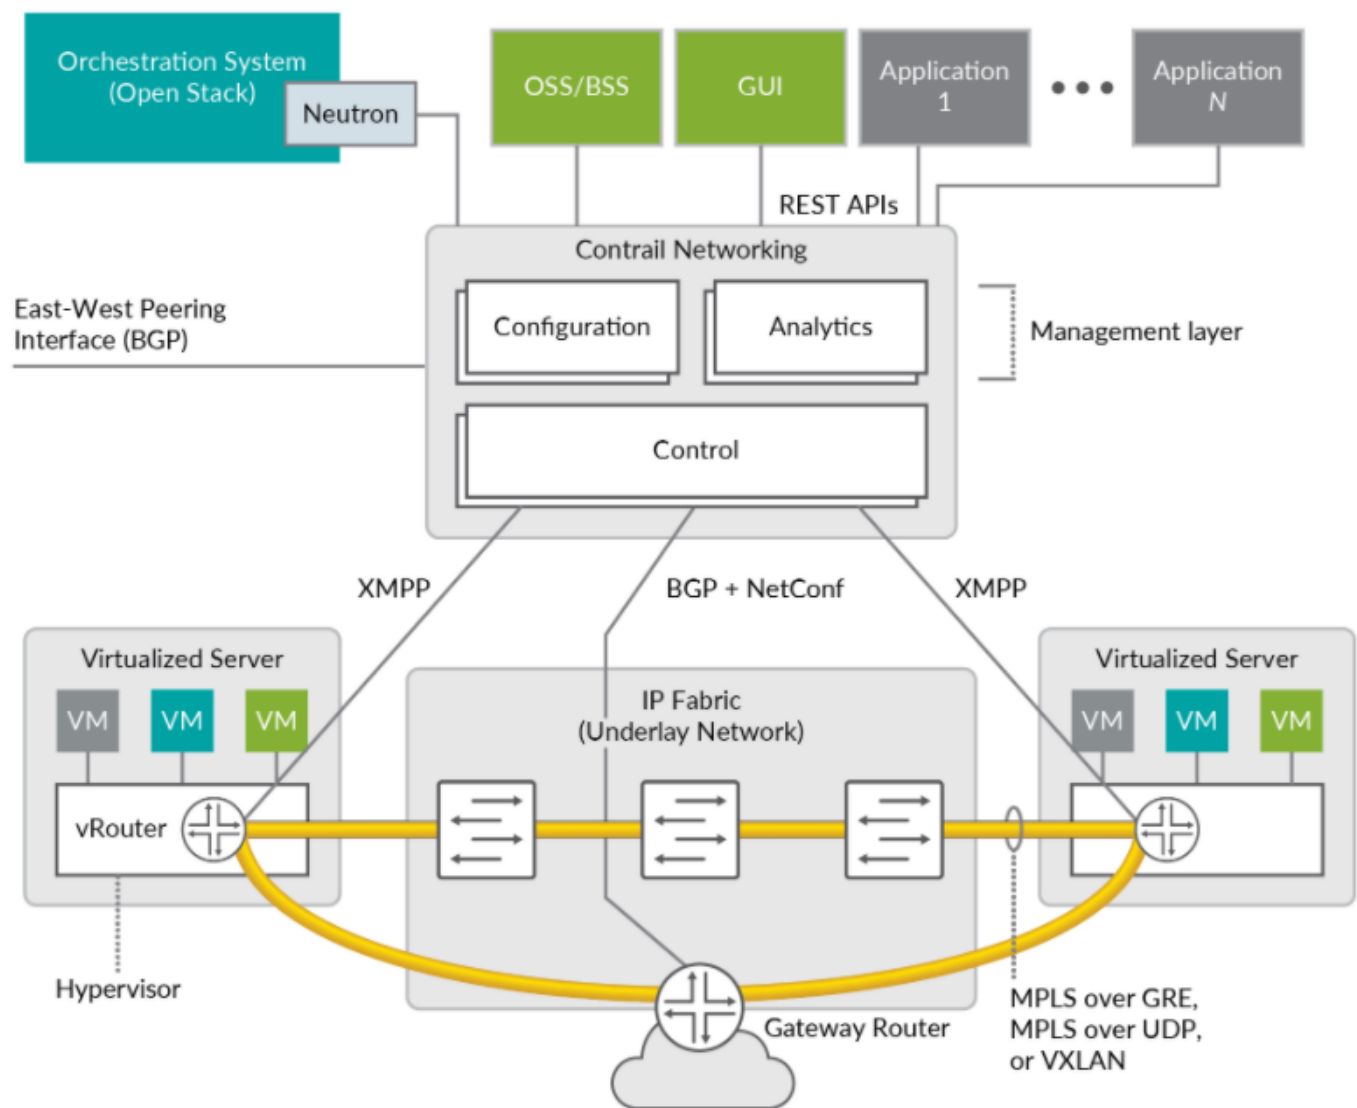 Orchestration System
(Open Stack)
Neutron
OSS/BSS
GUI
Application
1
Application
N
REST APIs
Contrail Networking
Configuration
Analytics
Management layer
East-West Peering
Interface (BGP)
Control
XMPP
BGP + NetConf
XMPP
Virtualized Server
VM
VM
VM
vRouter
Hypervisor
IP Fabric
(Underlay Network)
Virtualized Server
VM
VM
VM
Gateway Router
MPLS over GRE,
MPLS over UDP,
or VXLAN